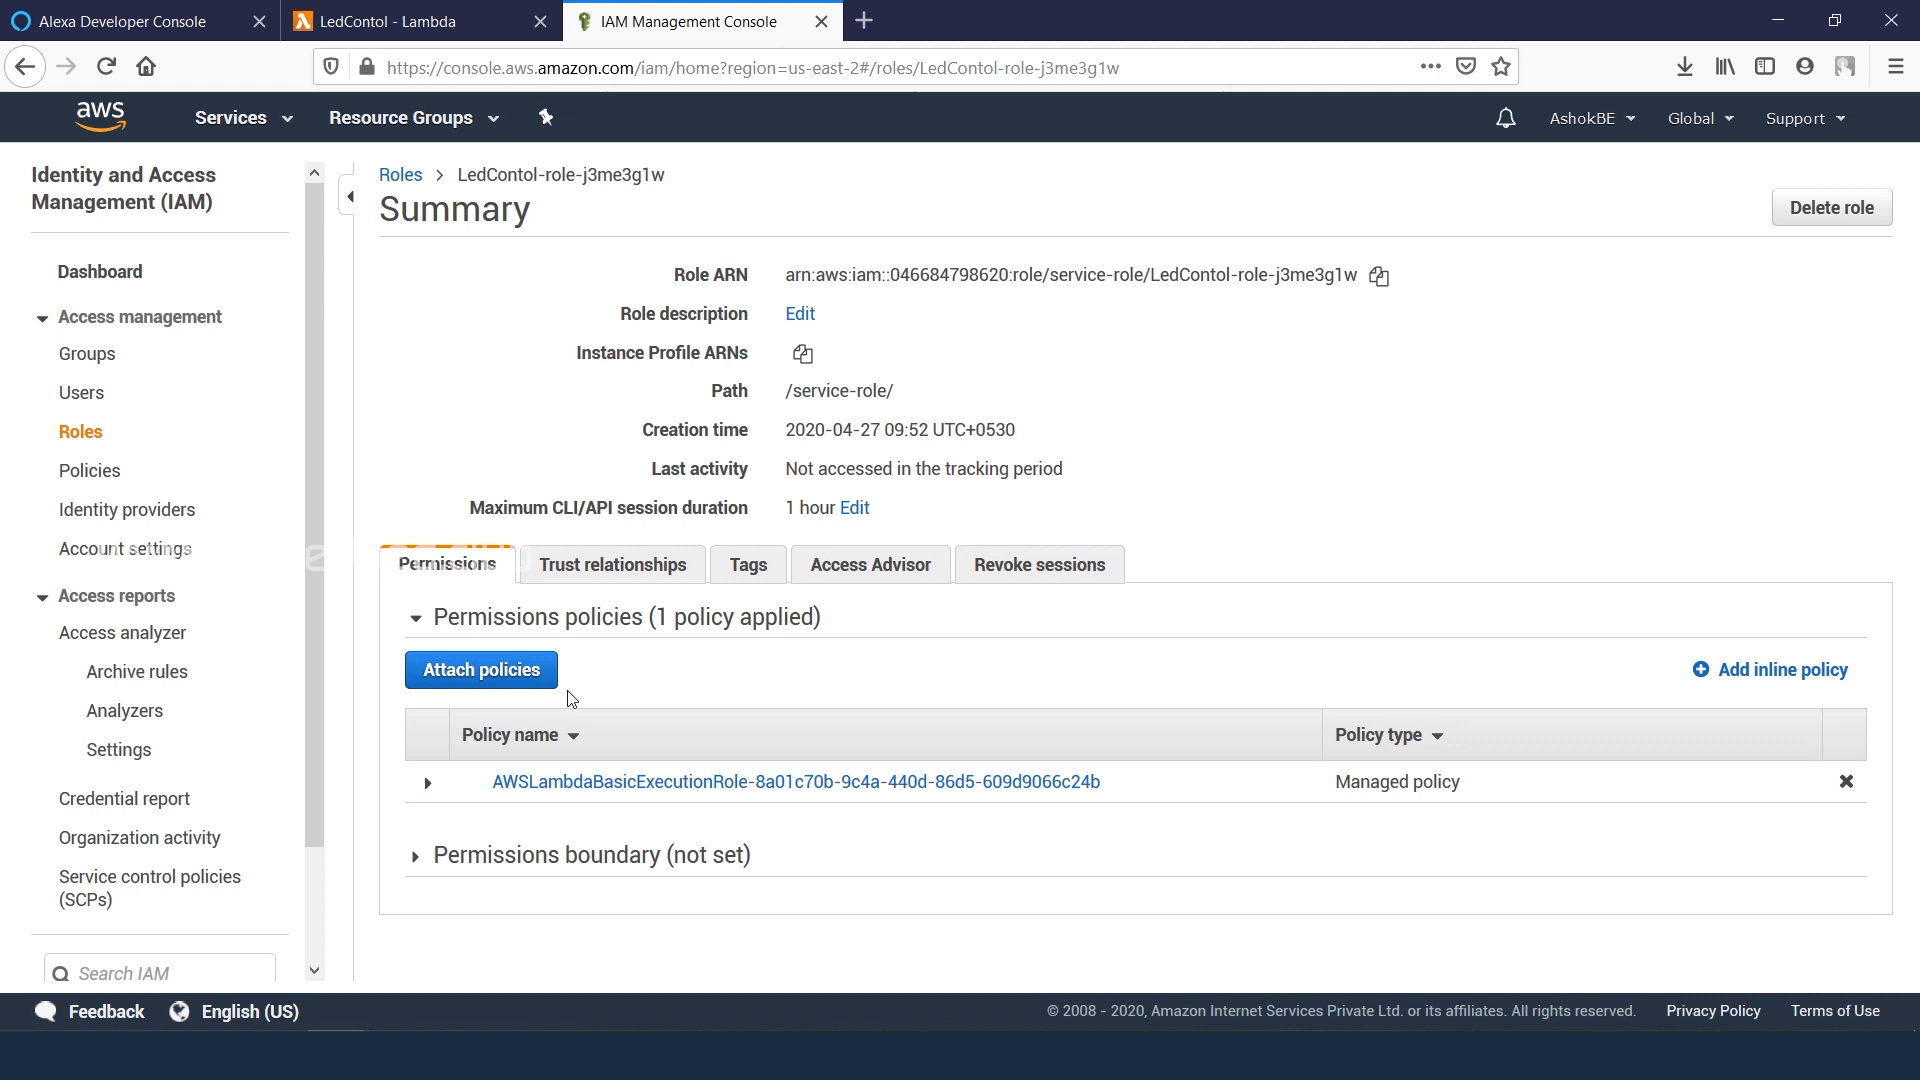 Alexa Developer Console
LedContol - Lambda
IAM Management Console
https://console.aws.amazon.com/iam/home?region=us-east-2#/roles/LedContol-role-j3me3g1w
aws
Services
Resource Groups
AshokBE
Global
Support
Identity and Access
Management (IAM)
Dashboard
Access management
Groups
Users
Roles
Policies
Identity providers
Account settings
Access reports
Access analyzer
Archive rules
Analyzers
Settings
Credential report
Organization activity
Service control policies
(SCPs)
Search IAM
Roles > LedContol-role-j3me3g1w
Summary
Delete role
Role ARN arn:aws:iam::046684798620:role/service-role/LedContol-role-j3me3g1w
Role description Edit
Instance Profile ARNs
Path /service-role/
Creation time 2020-04-27 09:52 UTC+0530
Last activity Not accessed in the tracking period
Maximum CLI/API session duration 1 hour Edit
Permissions
Trust relationships
Tags
Access Advisor
Revoke sessions
Permissions policies (1 policy applied)
Attach policies
Add inline policy
Policy name
Policy type
AWSLambdaBasicExecutionRole-8a01c70b-9c4a-440d-86d5-609d9066c24b
Managed policy
Permissions boundary (not set)
Feedback
English (US)
© 2008 - 2020, Amazon Internet Services Private Ltd. or its affiliates. All rights reserved.
Privacy Policy
Terms of Use